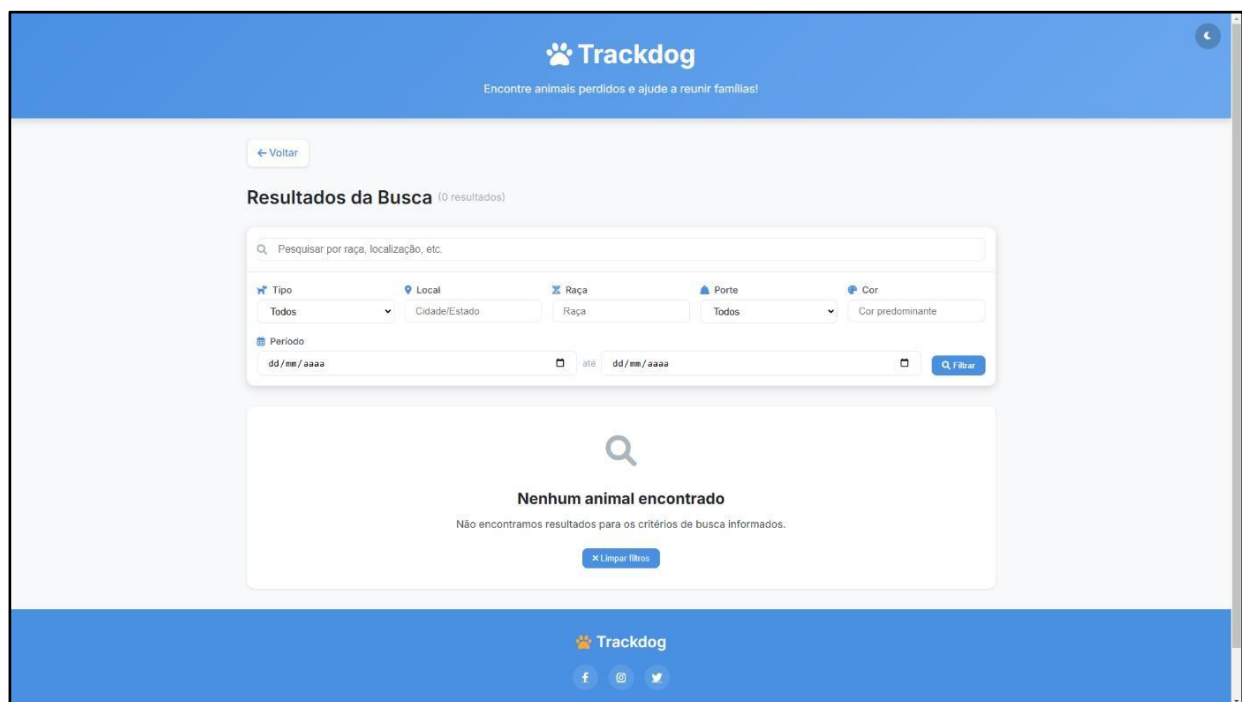 Trackdog
Encontre animais perdidos e ajude a reunir famílias!
Voltar
Resultados da Busca (0 resultados)
Pesquisar por raça, localização, etc.
Tipo Local Raça Porte Cor
Todos Cidade/Estado Raça Todos Cor predominante
Período
dd/mm/aaaa até dd/mm/aaaa Filtrar
Nenhum animal encontrado
Não encontramos resultados para os critérios de busca informados.
Limpar filtros
Trackdog